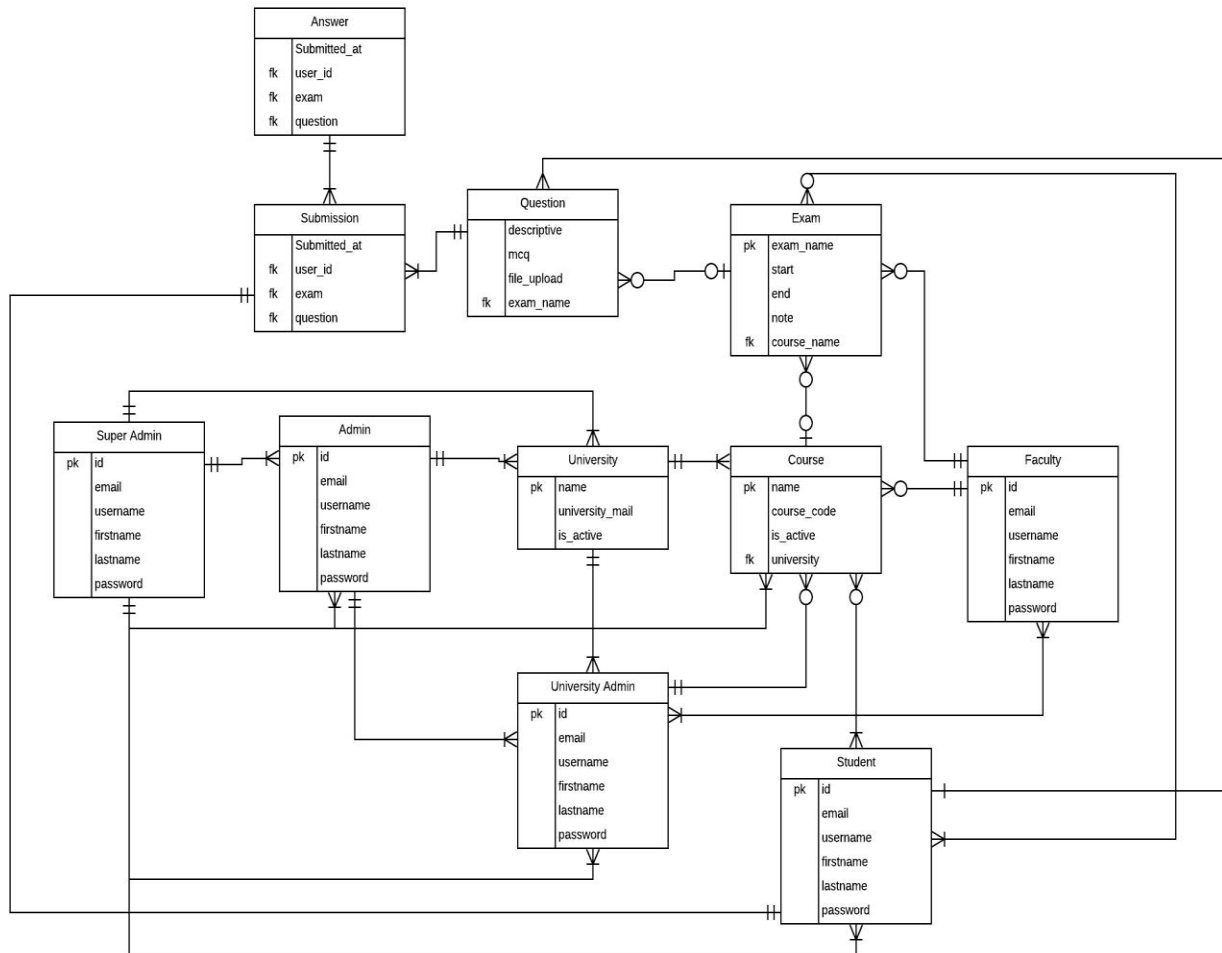 Answer
Submitted_at
fk user_id
fk exam
fk question
Submission
Submitted_at
fk user_id
fk exam
fk question
Question
descriptive
mcq
file_upload
fk exam_name
Exam
pk exam_name
start
end
note
fk course_name
Super Admin
pk id
email
username
firstname
lastname
password
Admin
pk id
email
username
firstname
lastname
password
University
pk name
university_mail
is_active
Course
pk name
course_code
is_active
fk university
Faculty
pk id
email
username
firstname
lastname
password
University Admin
pk id
email
username
firstname
lastname
password
Student
pk id
email
username
firstname
lastname
password